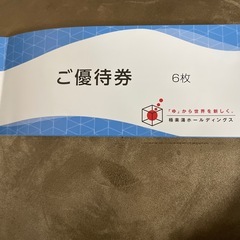 ご優待券 6枚
「ゆ」から世界を新しく。
極楽湯ホールディングス